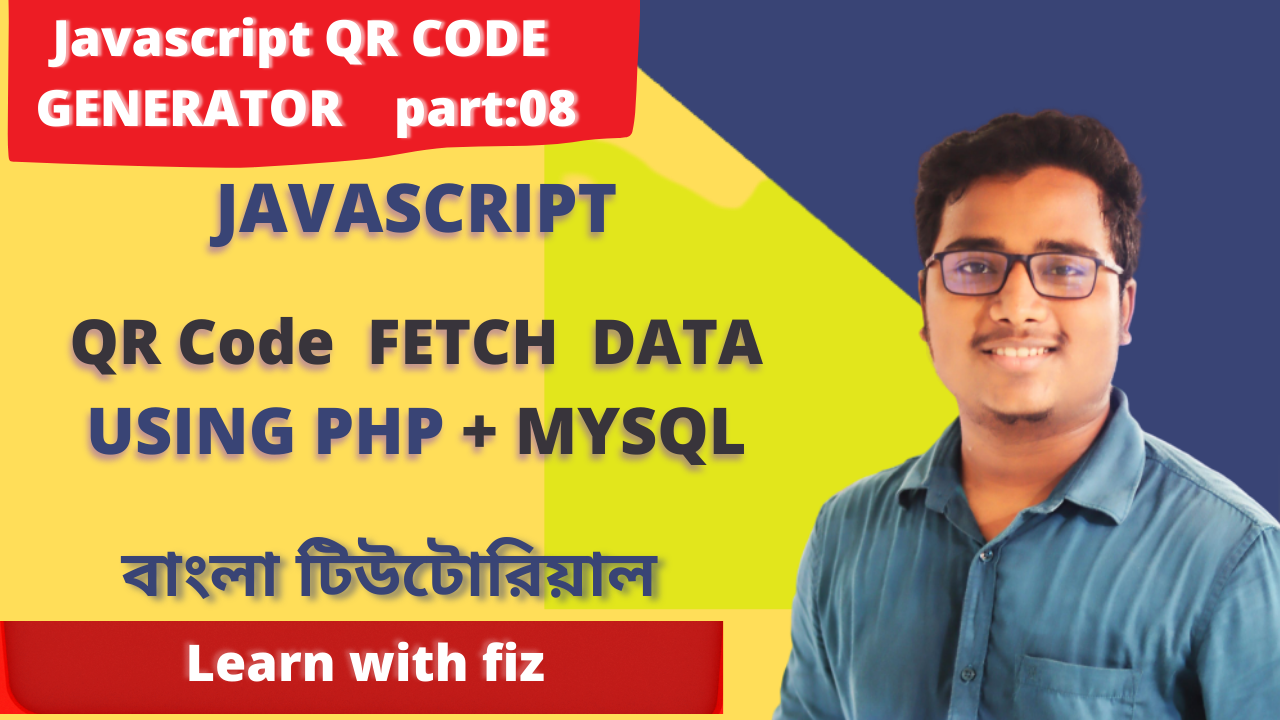 Javascript QR CODE
GENERATOR part:08
JAVASCRIPT
QR Code FETCH DATA
USING PHP + MYSQL
বাংলা টিউটোরিয়াল
Learn with fiz